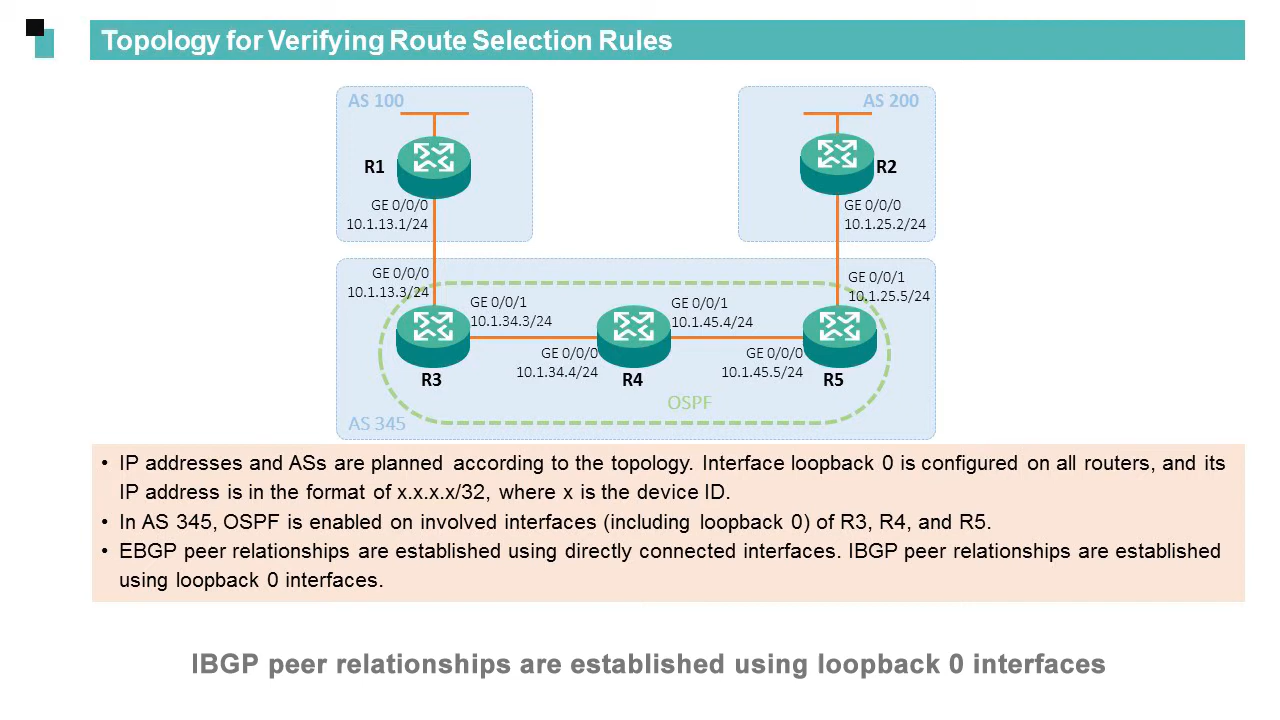 Topology for Verifying Route Selection Rules
AS 100
AS 200
R1
R2
GE 0/0/0
10.1.13.1/24
GE 0/0/0
10.1.25.2/24
GE 0/0/0
10.1.13.3/24
GE 0/0/1
10.1.25.5/24
GE 0/0/1
10.1.34.3/24
GE 0/0/1
10.1.45.4/24
GE 0/0/0
10.1.34.4/24
GE 0/0/0
10.1.45.5/24
R3
R4
R5
OSPF
AS 345
• IP addresses and ASs are planned according to the topology. Interface loopback 0 is configured on all routers, and its
IP address is in the format of x.x.x.x/32, where x is the device ID.
• In AS 345, OSPF is enabled on involved interfaces (including loopback 0) of R3, R4, and R5.
• EBGP peer relationships are established using directly connected interfaces. IBGP peer relationships are established
using loopback 0 interfaces.
IBGP peer relationships are established using loopback 0 interfaces